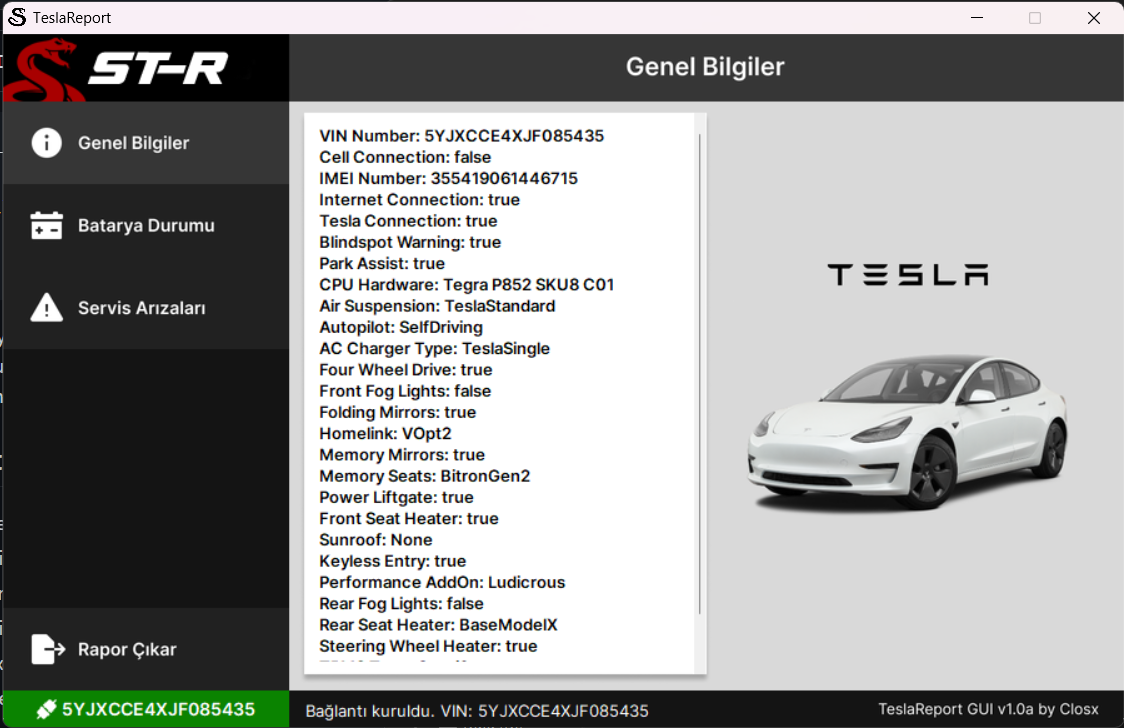 TeslaReport
ST-R
Genel Bilgiler
Genel Bilgiler
Batarya Durumu
Servis Arızaları
VIN Number: 5YJXCCE4XJF085435
Cell Connection: false
IMEI Number: 355419061446715
Internet Connection: true
Tesla Connection: true
Blindspot Warning: true
Park Assist: true
CPU Hardware: Tegra P852 SKU8 C01
Air Suspension: TeslaStandard
Autopilot: SelfDriving
AC Charger Type: TeslaSingle
Four Wheel Drive: true
Front Fog Lights: false
Folding Mirrors: true
Homelink: VOpt2
Memory Mirrors: true
Memory Seats: BitronGen2
Power Liftgate: true
Front Seat Heater: true
Sunroof: None
Keyless Entry: true
Performance AddOn: Ludicrous
Rear Fog Lights: false
Rear Seat Heater: BaseModelX
Steering Wheel Heater: true
TESLA
Rapor Çıkar
5YJXCCE4XJF085435
Bağlantı kuruldu. VIN: 5YJXCCE4XJF085435
TeslaReport GUI v1.0a by Closx